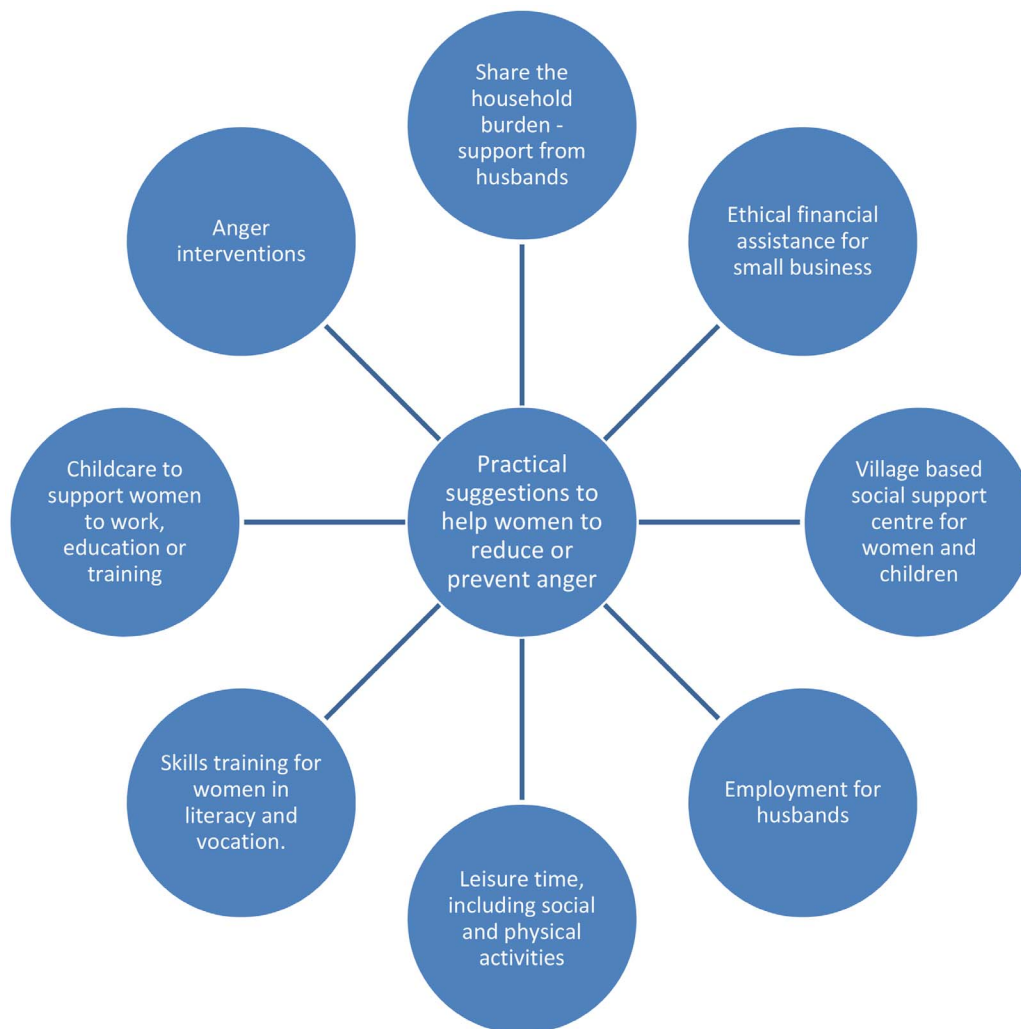 Share the
household
burden -
support from
husbands
Ethical financial
assistance for
small business
Village based
social support
centre for
women and
children
Employment for
husbands
Leisure time,
including social
and physical
activities
Skills training for
women in
literacy and
vocation.
Childcare to
support women
to work,
education or
training
Anger
interventions
Practical
suggestions to
help women to
reduce or
prevent anger